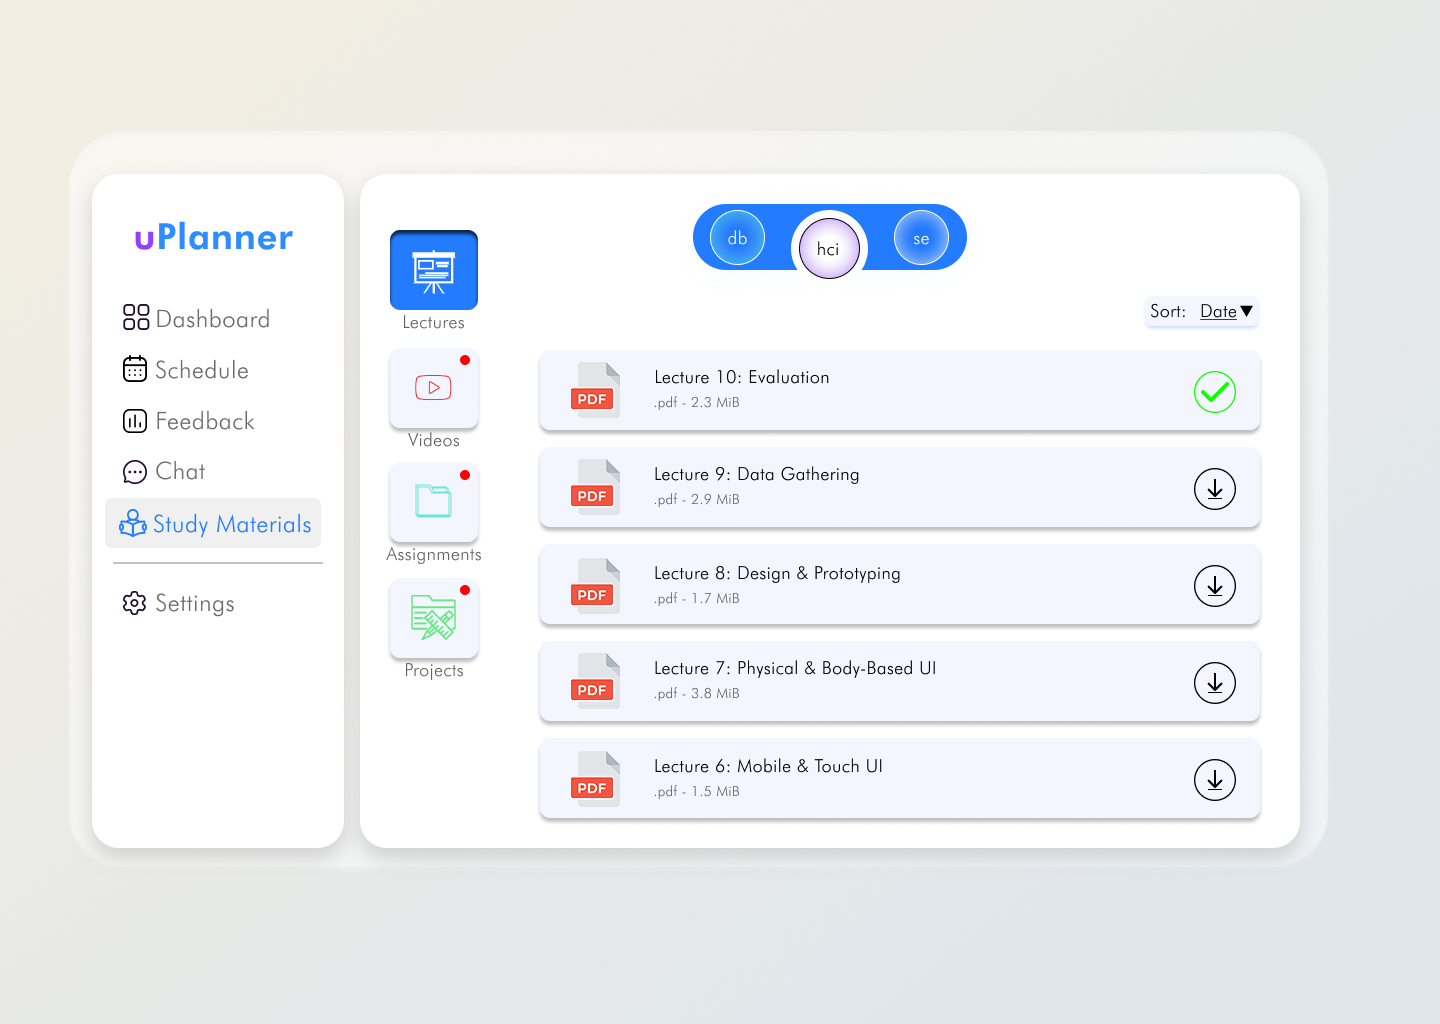 uPlanner
Dashboard
Schedule
Feedback
Chat
Study Materials
Settings
Lectures
Videos
Assignments
Projects
db
hci
se
Sort: Date▼
PDF
Lecture 10: Evaluation
.pdf - 2.3 MiB
PDF
Lecture 9: Data Gathering
.pdf - 2.9 MiB
PDF
Lecture 8: Design & Prototyping
.pdf - 1.7 MiB
PDF
Lecture 7: Physical & Body-Based UI
.pdf - 3.8 MiB
PDF
Lecture 6: Mobile & Touch UI
.pdf - 1.5 MiB